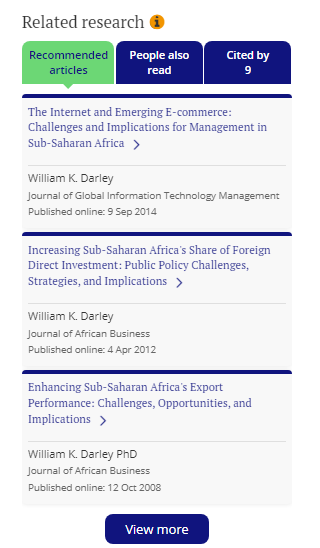 Related research
Recommended
articles
People also
read
Cited by
9
The Internet and Emerging E-commerce:
Challenges and Implications for Management in
Sub-Saharan Africa
William K. Darley
Journal of Global Information Technology Management
Published online: 9 Sep 2014
Increasing Sub-Saharan Africa's Share of Foreign
Direct Investment: Public Policy Challenges,
Strategies, and Implications
William K. Darley
Journal of African Business
Published online: 4 Apr 2012
Enhancing Sub-Saharan Africa's Export
Performance: Challenges, Opportunities, and
Implications
William K. Darley PhD
Journal of African Business
Published online: 12 Oct 2008
View more